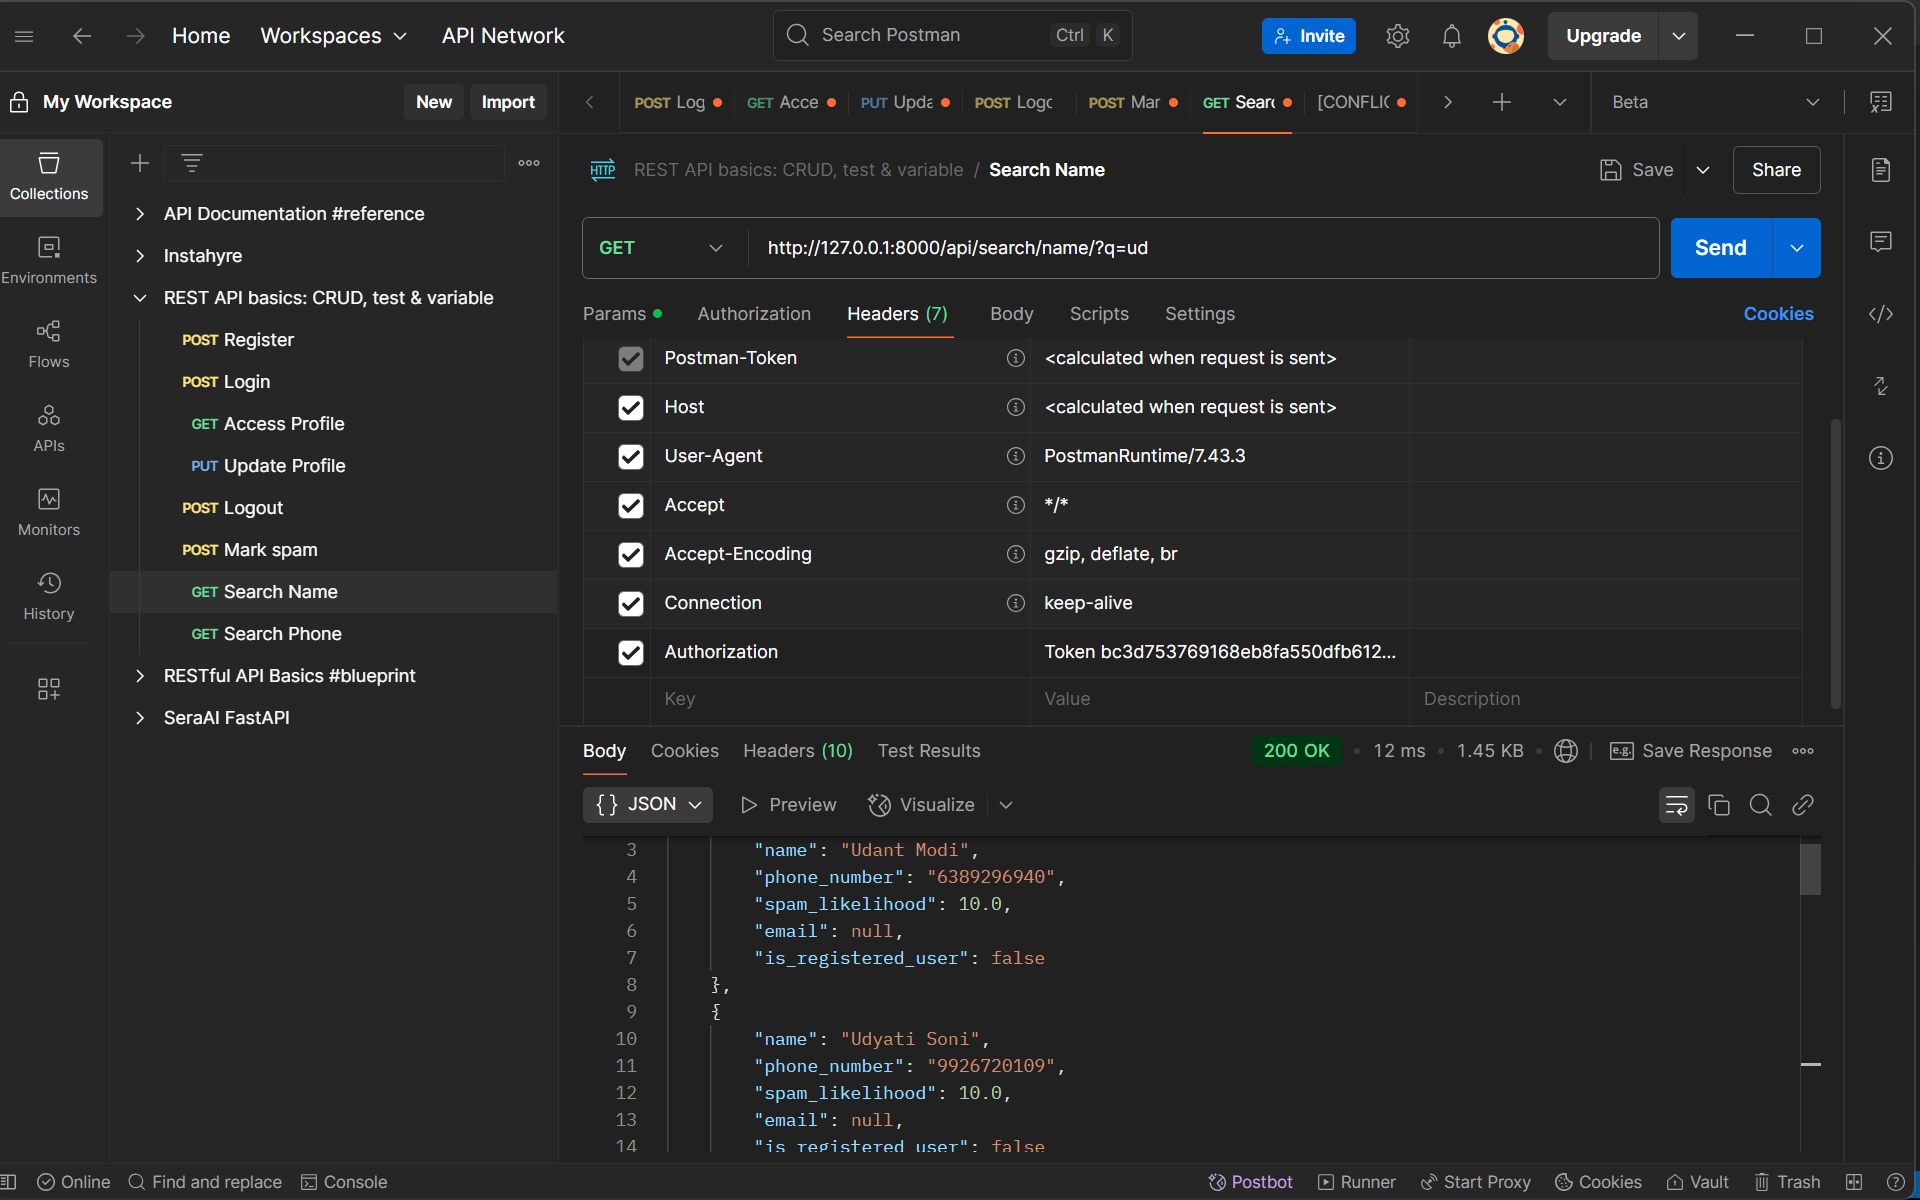 Home Workspaces API Network Search Postman Ctrl K Invite Upgrade
My Workspace New Import
POST Log GET Acce PUT Upda POST Logo POST Mar GET Searc [CONFLIC Beta
Collections
Environments
Flows
APIs
Monitors
History
API Documentation #reference
Instahyre
REST API basics: CRUD, test & variable
POST Register
POST Login
GET Access Profile
PUT Update Profile
POST Logout
POST Mark spam
GET Search Name
GET Search Phone
RESTful API Basics #blueprint
SeraAI FastAPI
HTTP REST API basics: CRUD, test & variable / Search Name Save Share
GET http://127.0.0.1:8000/api/search/name/?q=ud Send
Params Authorization Headers (7) Body Scripts Settings Cookies
Postman-Token <calculated when request is sent>
Host <calculated when request is sent>
User-Agent PostmanRuntime/7.43.3
Accept */*
Accept-Encoding gzip, deflate, br
Connection keep-alive
Authorization Token bc3d753769168eb8fa550dfb612...
Key Value Description
Body Cookies Headers (10) Test Results 200 OK • 12 ms • 1.45 KB • e.g. Save Response
{} JSON Preview Visualize
3 "name": "Udant Modi",
4 "phone_number": "6389296940",
5 "spam_likelihood": 10.0,
6 "email": null,
7 "is_registered_user": false
8 },
9 {
10 "name": "Udyati Soni",
11 "phone_number": "9926720109",
12 "spam_likelihood": 10.0,
13 "email": null,
14 "is_registered_user": false
Online Find and replace Console Postbot Runner Start Proxy Cookies Vault Trash